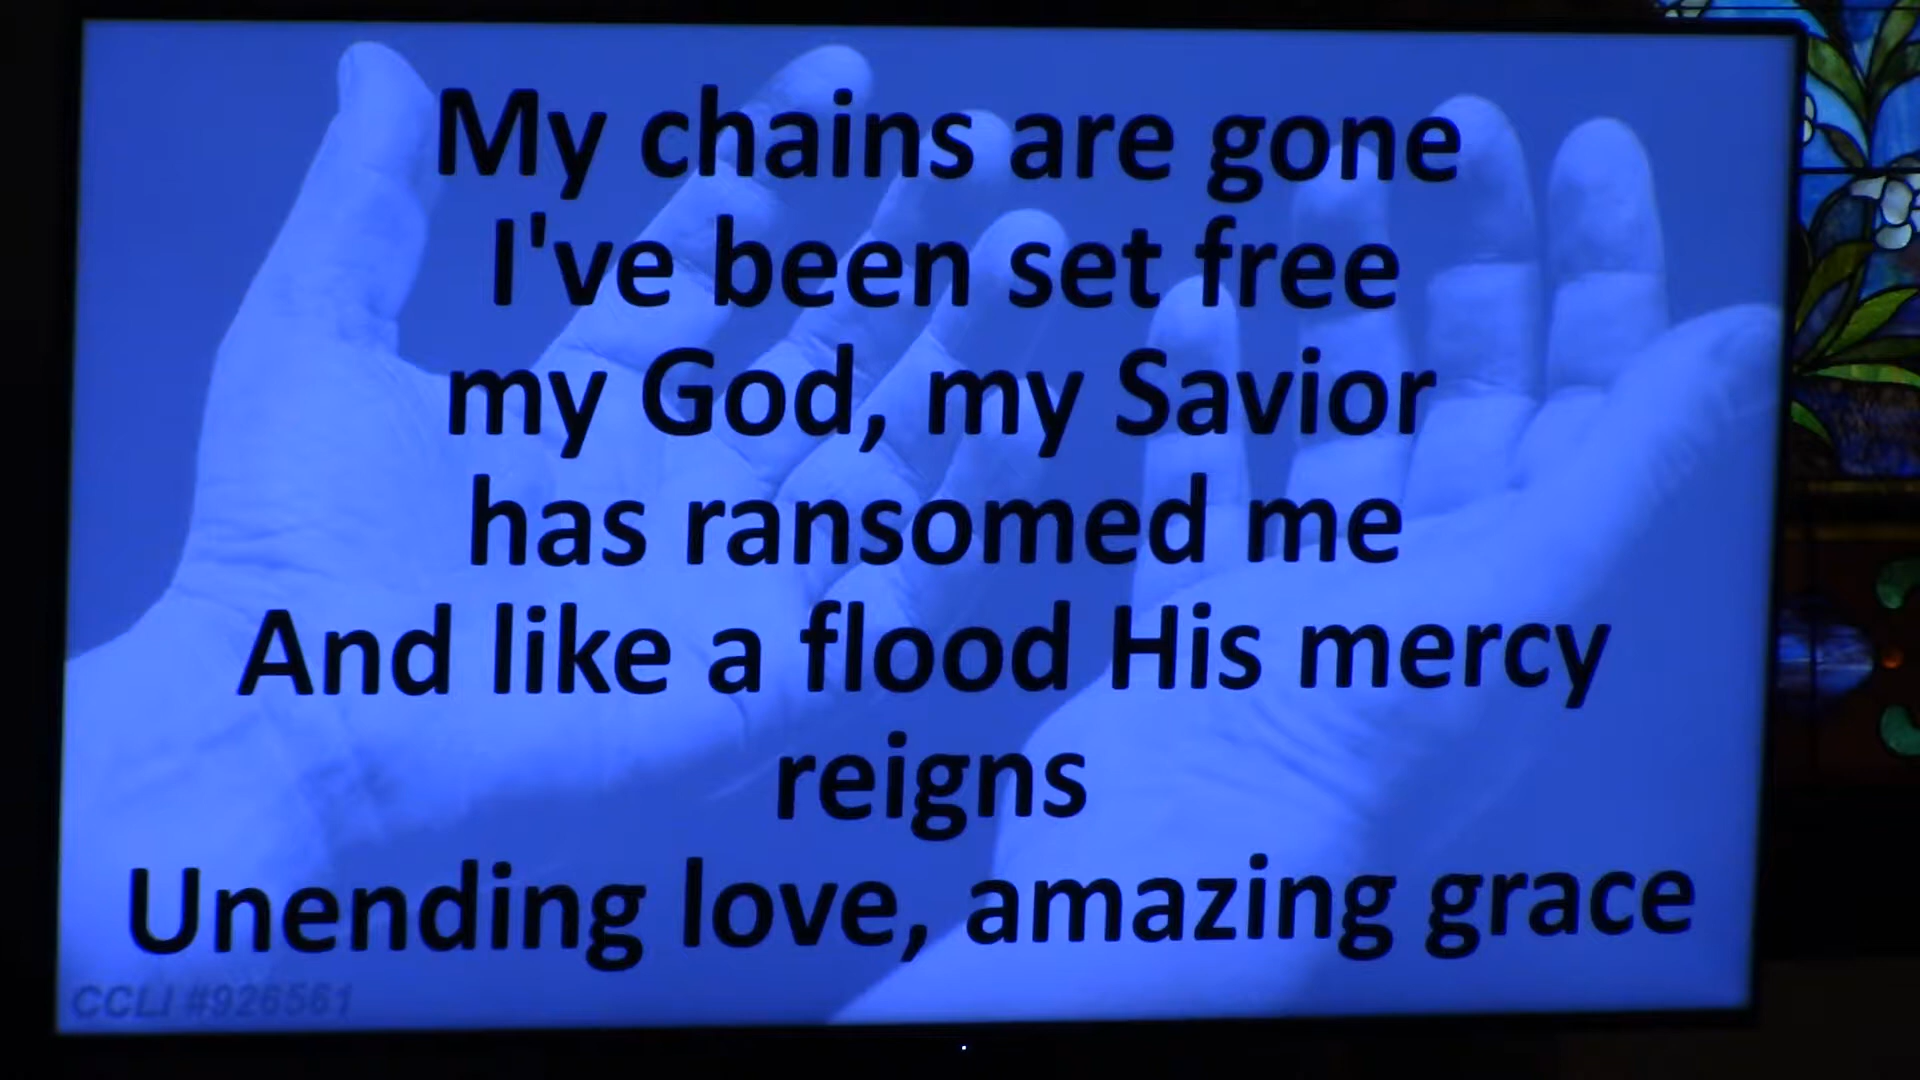 My chains are gone
I've been set free
my God, my Savior
has ransomed me
And like a flood His mercy
reigns
Unending love, amazing grace
CCLI #926561